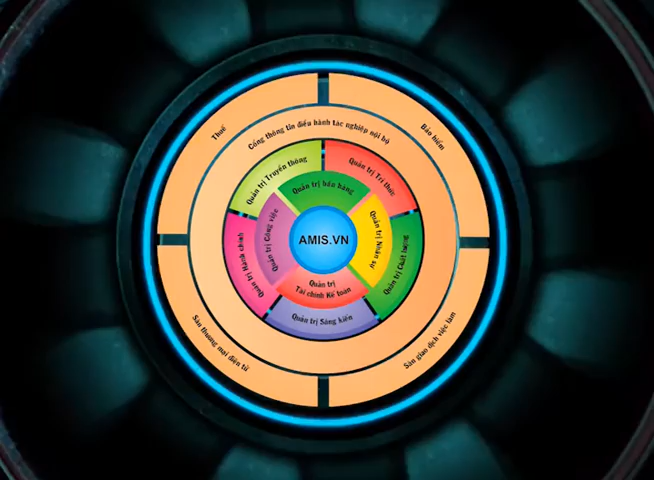 Thuế
Bảo hiểm
Cổng thông tin điều hành tác nghiệp nội bộ
Quản trị Truyền thông
Quản trị Tri thức
Quản trị bán hàng
Quản trị Hành chính
Quản trị Công việc
AMIS.VN
Quản trị Nhân sự
Quản trị Chất lượng
Quản trị
Tài chính Kế toán
Quản trị Sáng kiến
Sàn thương mại điện tử
Sàn giao dịch việc làm